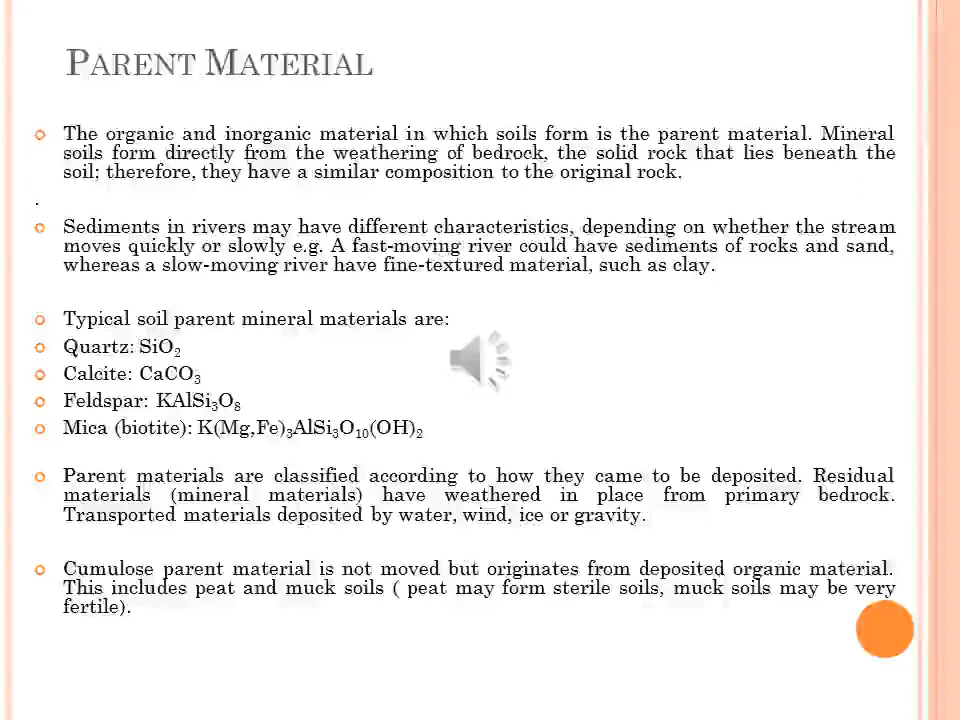 PARENT MATERIAL
The organic and inorganic material in which soils form is the parent material. Mineral
soils form directly from the weathering of bedrock, the solid rock that lies beneath the
soil; therefore, they have a similar composition to the original rock.
.
Sediments in rivers may have different characteristics, depending on whether the stream
moves quickly or slowly e.g. A fast-moving river could have sediments of rocks and sand,
whereas a slow-moving river have fine-textured material, such as clay.
Typical soil parent mineral materials are:
Quartz: SiO₂
Calcite: CaCO₃
Feldspar: KAlSi₃O₈
Mica (biotite): K(Mg,Fe)₃AlSi₃O₁₀(OH)₂
Parent materials are classified according to how they came to be deposited. Residual
materials (mineral materials) have weathered in place from primary bedrock.
Transported materials deposited by water, wind, ice or gravity.
Cumulose parent material is not moved but originates from deposited organic material.
This includes peat and muck soils ( peat may form sterile soils, muck soils may be very
fertile).